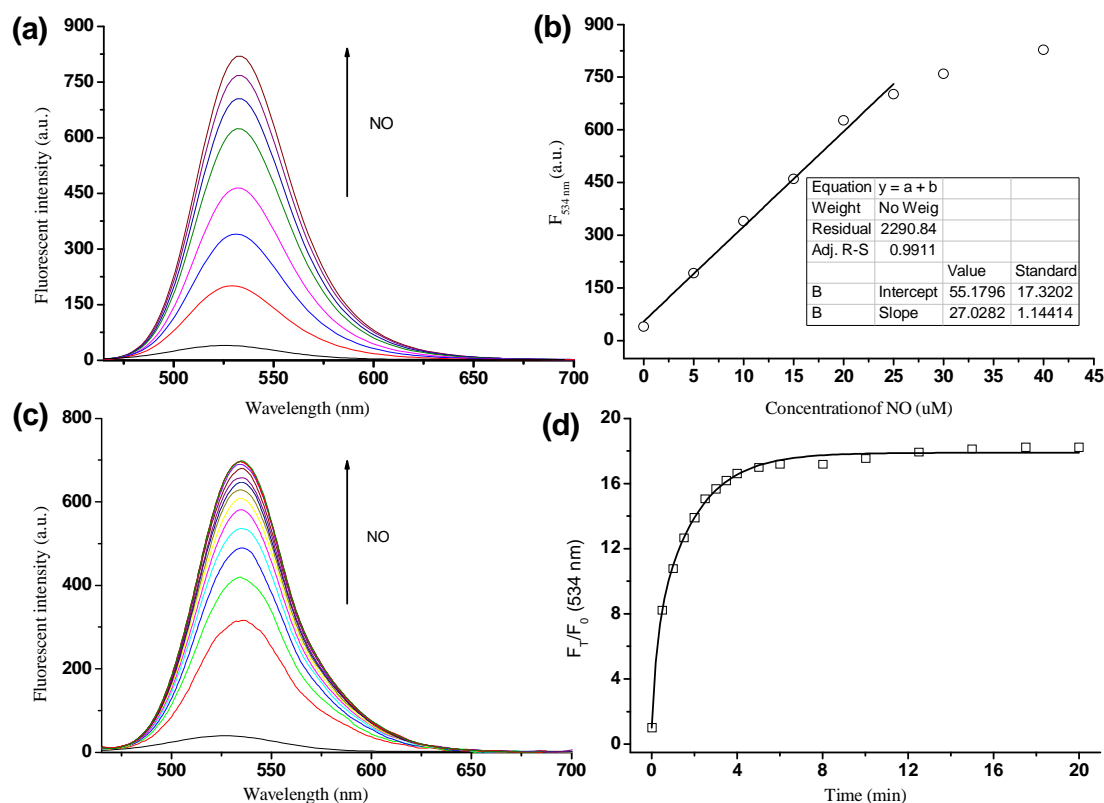 (a)
900
750
600
450
300
150
0
Fluorescent intensity (a.u.)
NO
500 550 600 650 700
Wavelength (nm)
(b)
900
750
600
450
300
150
0
F534 nm (a.u.)
Equation y = a + b
Weight No Weig
Residual 2290.84
Adj. R-S 0.9911
Value Standard
B Intercept 55.1796 17.3202
B Slope 27.0282 1.14414
0 5 10 15 20 25 30 35 40 45
Concentrationof NO (uM)
(c)
800
600
400
200
0
Fluorescent intensity (a.u.)
NO
500 550 600 650 700
Wavelength (nm)
(d)
20
16
12
8
4
0
FT/F0 (534 nm)
0 4 8 12 16 20
Time (min)